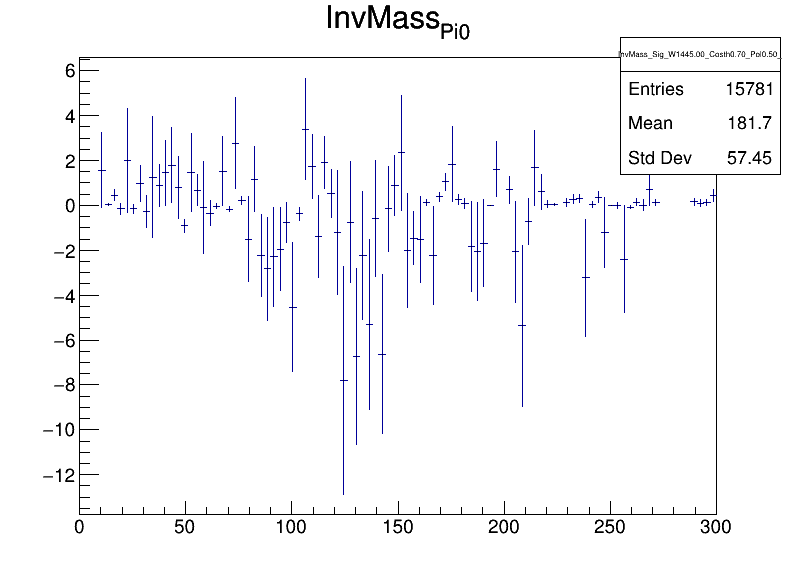 InvMassPi0
InvMass_Sig_W1445.00_Costh0.70_Pol0.50_
Entries 15781
Mean 181.7
Std Dev 57.45
6
4
2
0
−2
−4
−6
−8
−10
−12
0 50 100 150 200 250 300